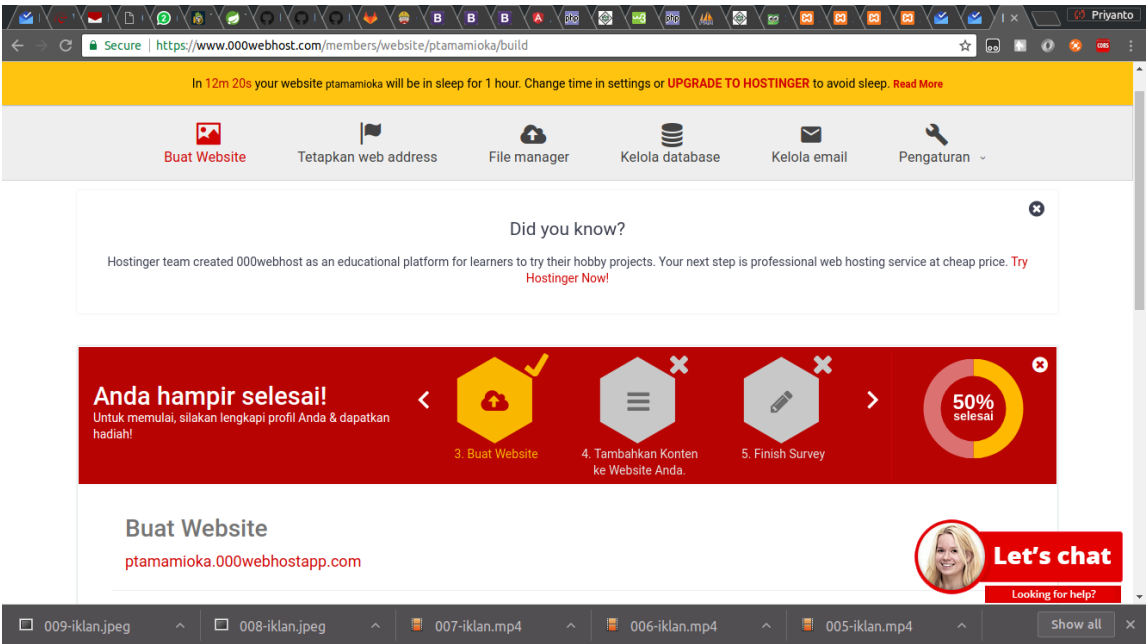 Priyanto
Secure | https://www.000webhost.com/members/website/ptamamioka/build
In 12m 20s your website ptamamioka will be in sleep for 1 hour. Change time in settings or UPGRADE TO HOSTINGER to avoid sleep. Read More
Buat Website
Tetapkan web address
File manager
Kelola database
Kelola email
Pengaturan
Did you know?
Hostinger team created 000webhost as an educational platform for learners to try their hobby projects. Your next step is professional web hosting service at cheap price. Try
Hostinger Now!
Anda hampir selesai!
Untuk memulai, silakan lengkapi profil Anda & dapatkan
hadiah!
3. Buat Website
4. Tambahkan Konten
ke Website Anda.
5. Finish Survey
50%
selesai
Buat Website
ptamamioka.000webhostapp.com
Let's chat
Looking for help?
009-iklan.jpeg
008-iklan.jpeg
007-iklan.mp4
006-iklan.mp4
005-iklan.mp4
Show all